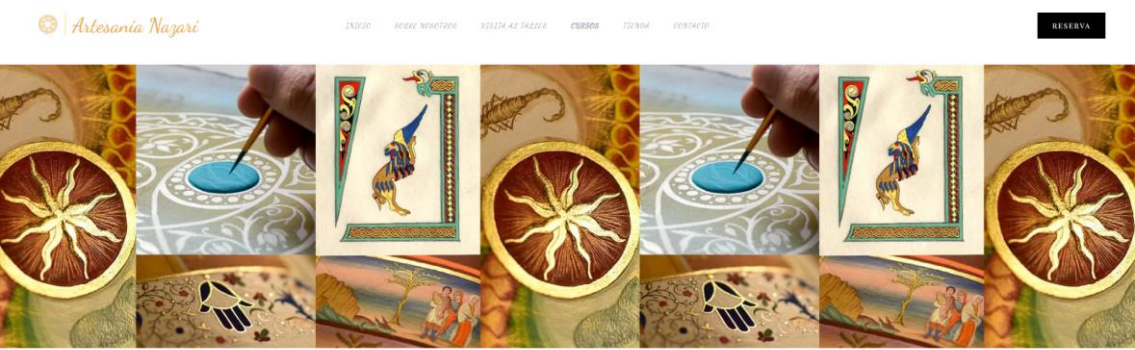 Artesanía Nazarí
INICIO SOBRE NOSOTROS VISITA AL TALLER CURSOS TIENDA CONTACTO
RESERVA